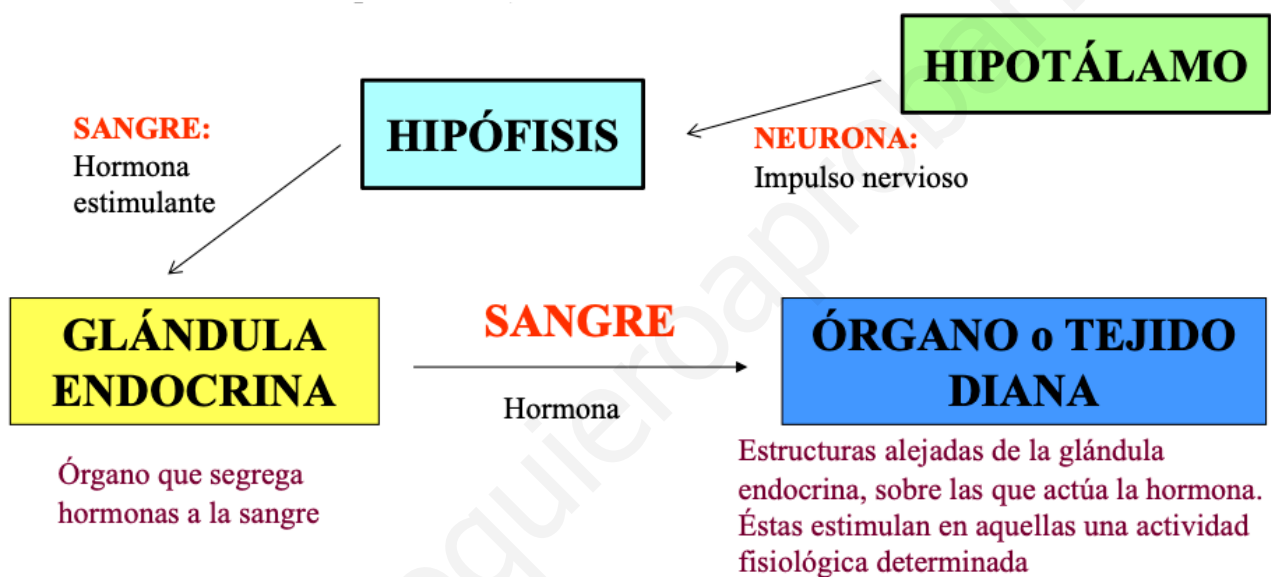 HIPOTÁLAMO
HIPÓFISIS
NEURONA:
Impulso nervioso
SANGRE:
Hormona
estimulante
GLÁNDULA
ENDOCRINA
SANGRE
Hormona
ÓRGANO o TEJIDO
DIANA
Órgano que segrega
hormonas a la sangre
Estructuras alejadas de la glándula
endocrina, sobre las que actúa la hormona.
Éstas estimulan en aquellas una actividad
fisiológica determinada
quieroaprobar